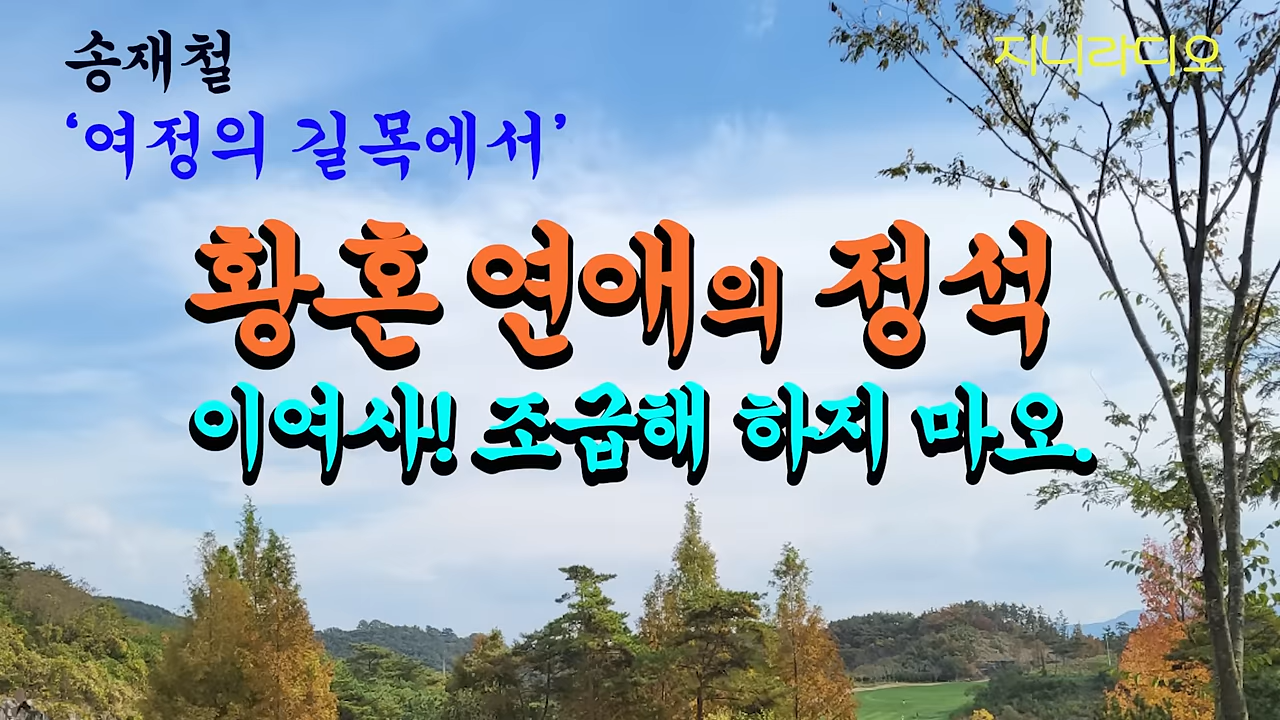 송재철
지니라디오
‘여정의 길목에서’
황혼 연애의 정석
이여사! 조급해 하지 마오.